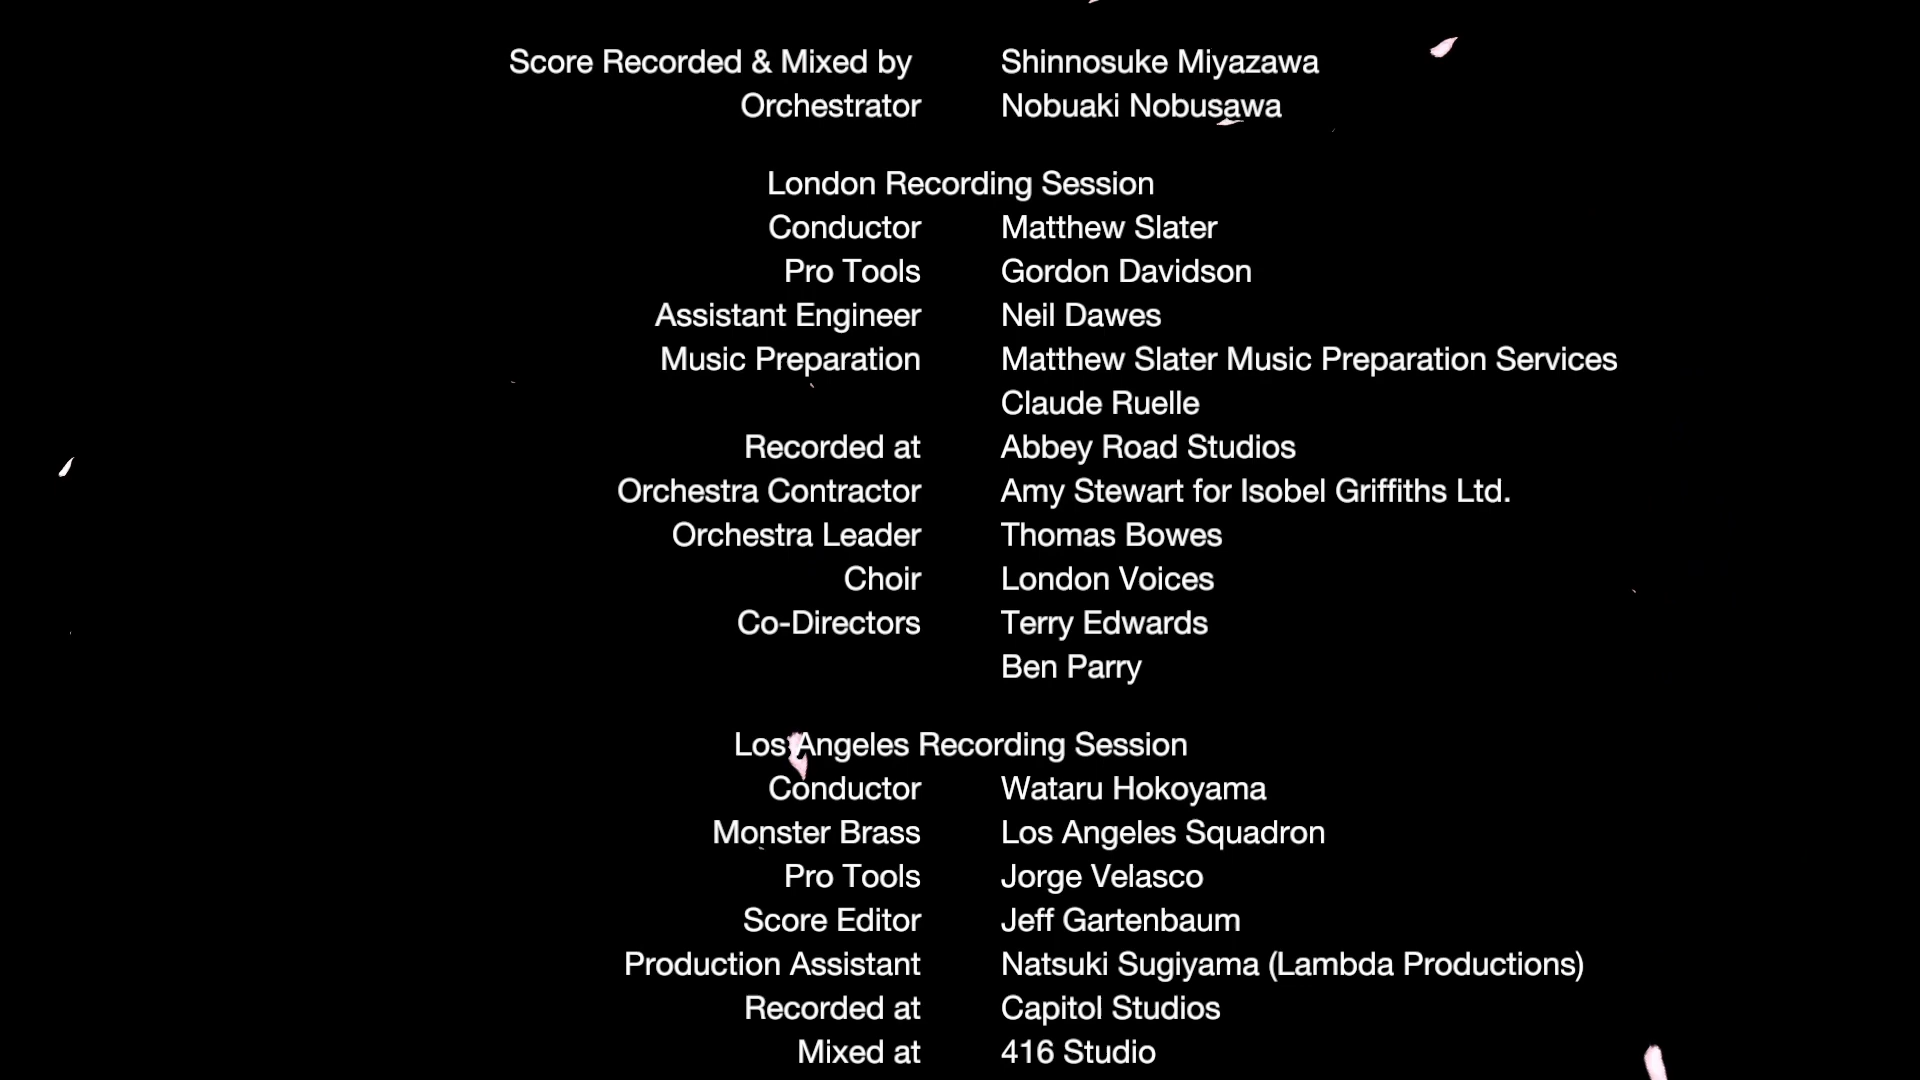 Score Recorded & Mixed by Shinnosuke Miyazawa
Orchestrator Nobuaki Nobusawa
London Recording Session
Conductor Matthew Slater
Pro Tools Gordon Davidson
Assistant Engineer Neil Dawes
Music Preparation Matthew Slater Music Preparation Services
Claude Ruelle
Recorded at Abbey Road Studios
Orchestra Contractor Amy Stewart for Isobel Griffiths Ltd.
Orchestra Leader Thomas Bowes
Choir London Voices
Co-Directors Terry Edwards
Ben Parry
Los Angeles Recording Session
Conductor Wataru Hokoyama
Monster Brass Los Angeles Squadron
Pro Tools Jorge Velasco
Score Editor Jeff Gartenbaum
Production Assistant Natsuki Sugiyama (Lambda Productions)
Recorded at Capitol Studios
Mixed at 416 Studio